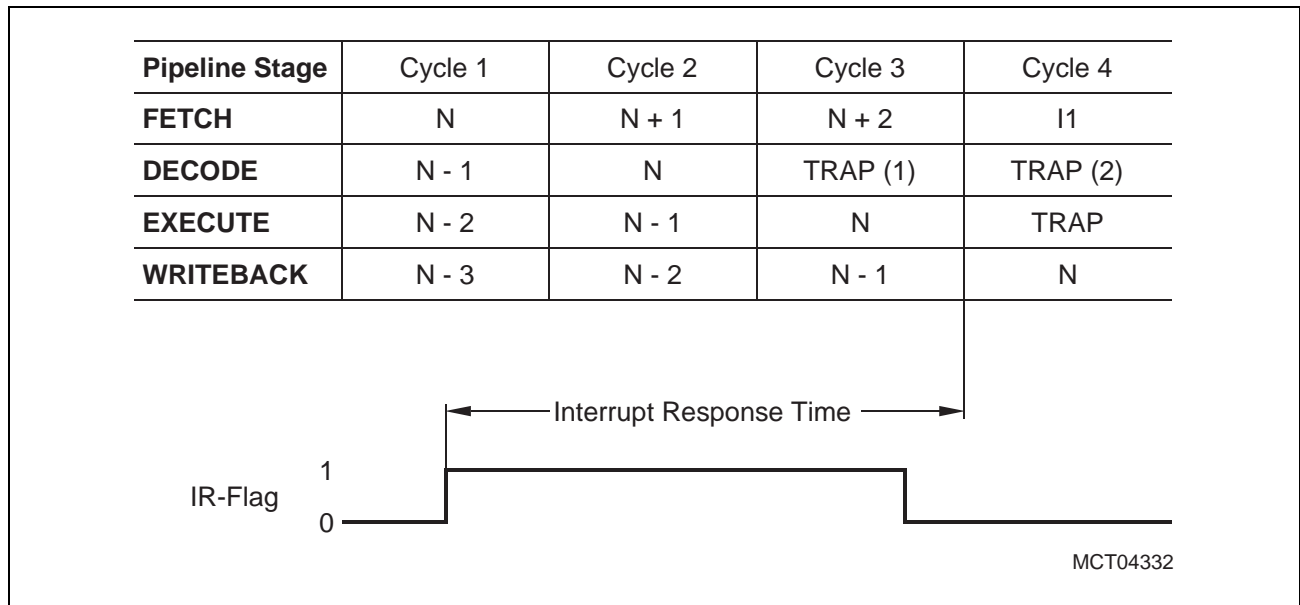 Pipeline Stage Cycle 1 Cycle 2 Cycle 3 Cycle 4
FETCH N N + 1 N + 2 I1
DECODE N - 1 N TRAP (1) TRAP (2)
EXECUTE N - 2 N - 1 N TRAP
WRITEBACK N - 3 N - 2 N - 1 N
Interrupt Response Time
1
IR-Flag
0
MCT04332